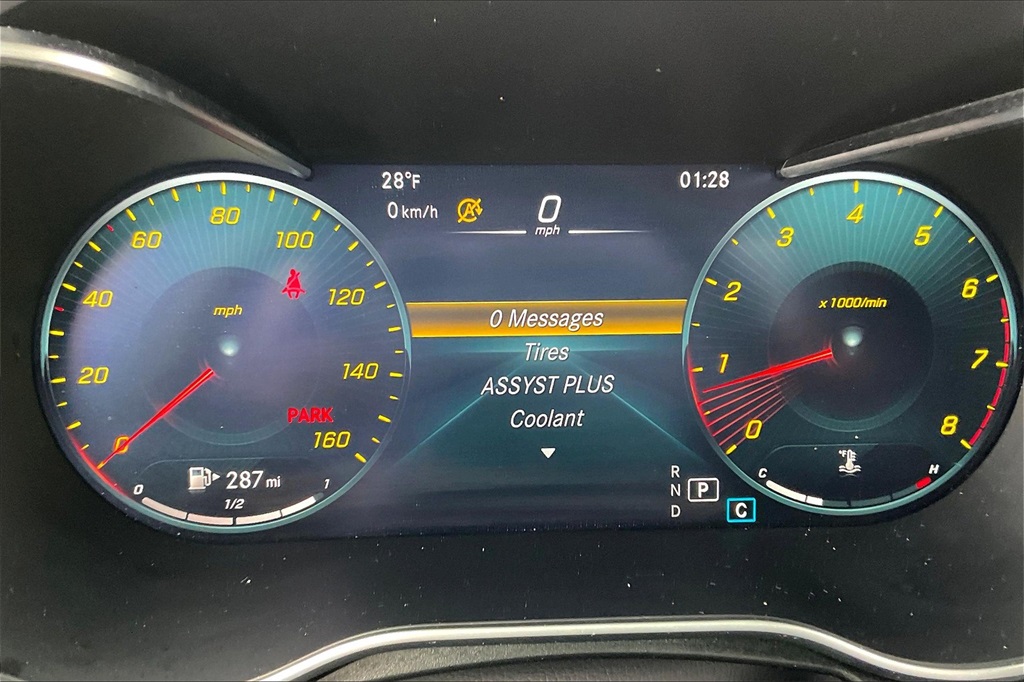 28°F
01:28
0 km/h
A
0
mph
0 Messages
Tires
ASSYST PLUS
Coolant
R
N P
D
C
0
20
40
60
80
100
120
140
160
mph
PARK
287 mi
0 1/2 1
0
1
2
3
4
5
6
7
8
x 1000/min
°F
C H